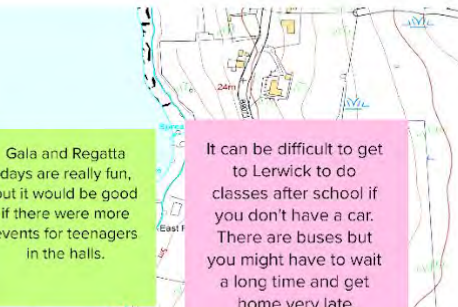 24m
B9071
Gala and Regatta
days are really fun,
but it would be good
if there were more
events for teenagers
in the halls.
East
It can be difficult to get
to Lerwick to do
classes after school if
you don't have a car.
There are buses but
you might have to wait
a long time and get
home very late